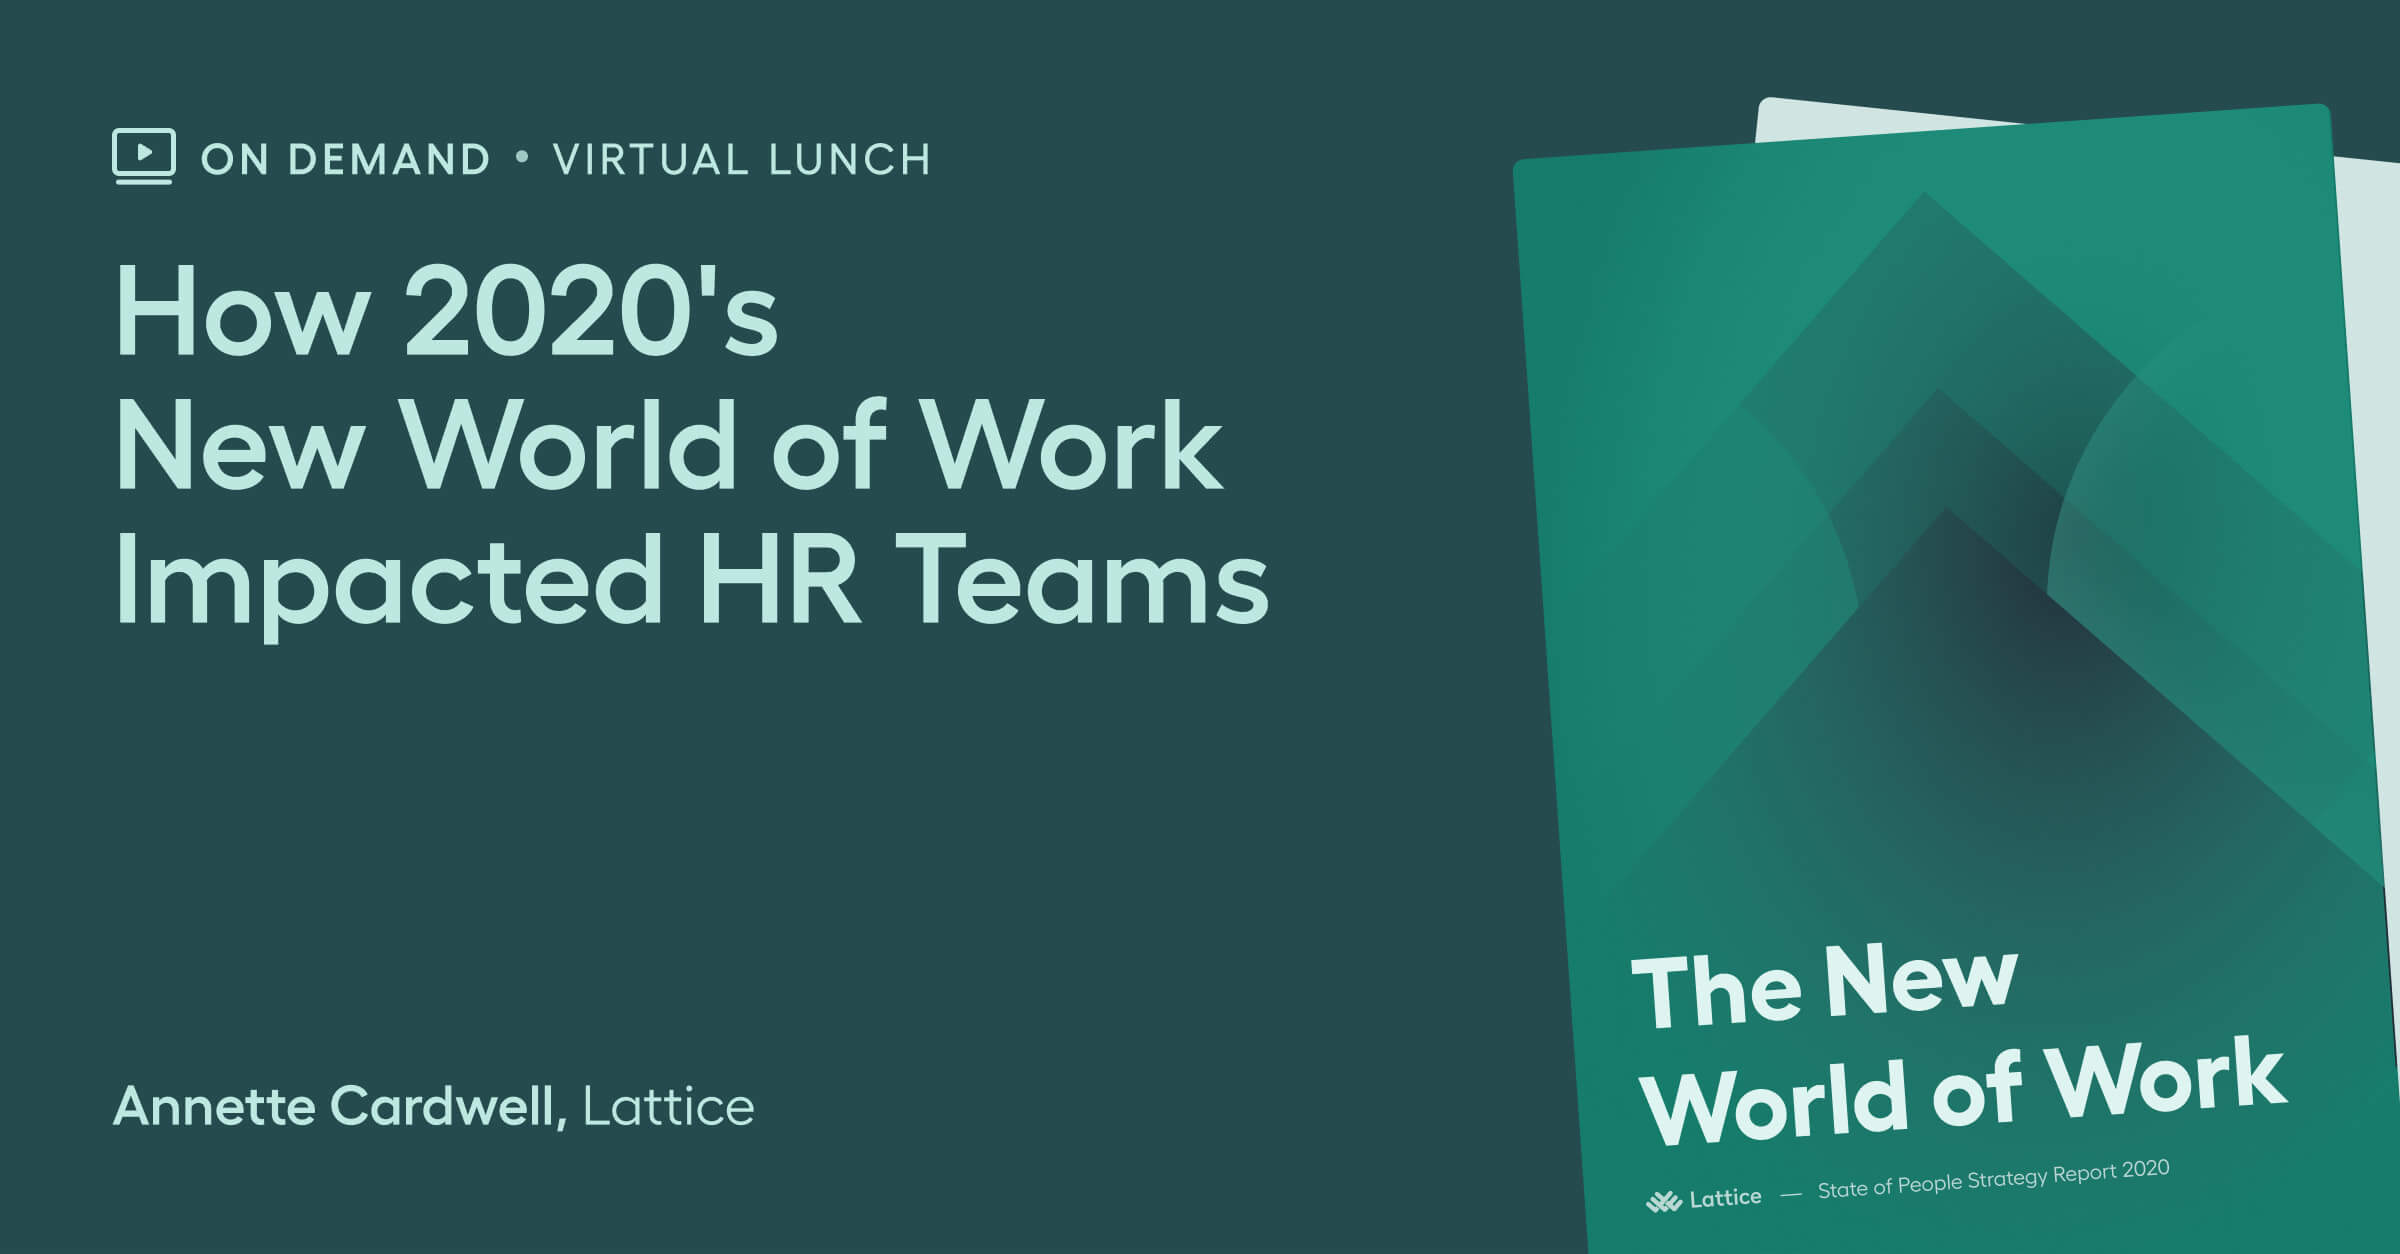 ON DEMAND • VIRTUAL LUNCH
How 2020's
New World of Work
Impacted HR Teams
Annette Cardwell, Lattice
The New
World of Work
Lattice — State of People Strategy Report 2020